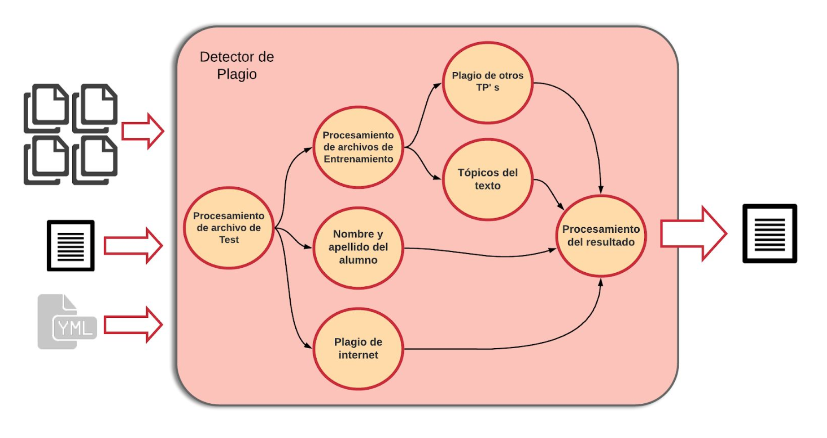 Detector de
Plagio
Plagio de otros
TP' s
Procesamiento
de archivos de
Entrenamiento
Tópicos del
texto
Procesamiento
de archivo de
Test
Nombre y
apellido del
alumno
Procesamiento
del resultado
YML
Plagio de
internet